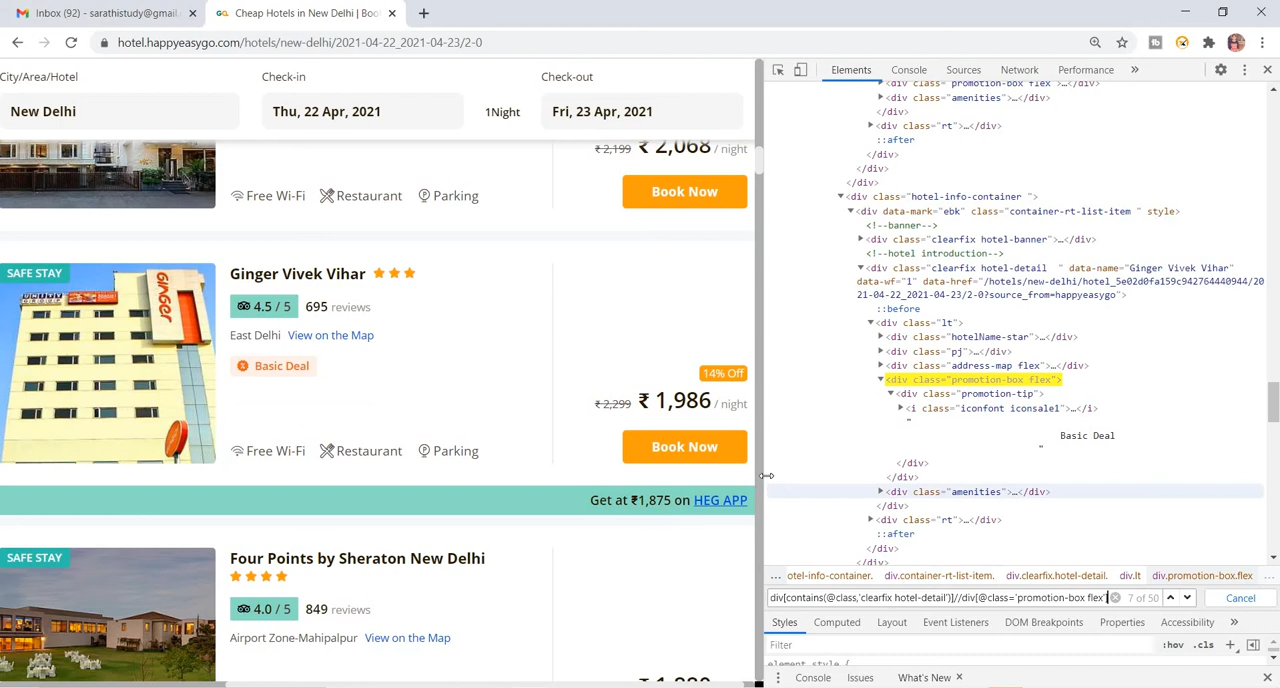 Inbox (92) - sarathistudy@gmail.
Cheap Hotels in New Delhi | Boo
hotel.happyeasygo.com/hotels/new-delhi/2021-04-22_2021-04-23/2-0
City/Area/Hotel
Check-in
Check-out
New Delhi
Thu, 22 Apr, 2021
1Night
Fri, 23 Apr, 2021
₹ 2,199 ₹ 2,068 / night
Free Wi-Fi Restaurant Parking
Book Now
SAFE STAY
GINGER
Ginger Vivek Vihar
4.5 / 5 695 reviews
East Delhi View on the Map
Basic Deal
14% Off
₹ 2,299 ₹ 1,986 / night
Free Wi-Fi Restaurant Parking
Book Now
Get at ₹1,875 on HEG APP
SAFE STAY
Four Points by Sheraton New Delhi
4.0 / 5 849 reviews
Airport Zone-Mahipalpur View on the Map
Elements Console Sources Network Performance »
<div class="promotion-box flex">…</div>
<div class="amenities">…</div>
</div>
<div class="rt">…</div>
::after
</div>
</div>
</div>
<div class="hotel-info-container ">
<div data-mark="ebk" class="container-rt-list-item " style>
<!--banner-->
<div class="clearfix hotel-banner">…</div>
<!--hotel introduction-->
<div class="clearfix hotel-detail  " data-name="Ginger Vivek Vihar"
data-wf="1" data-href="/hotels/new-delhi/hotel_5e02d0fa159c942764440944/20
21-04-22_2021-04-23/2-0?source_from=happyeasygo">
::before
<div class="lt">
<div class="hotelName-star">…</div>
<div class="pj">…</div>
<div class="address-map flex">…</div>
<div class="promotion-box flex">
<div class="promotion-tip">
<i class="iconfont iconsale1">…</i>
"
Basic Deal
"
</div>
</div>
<div class="amenities">…</div>
</div>
<div class="rt">…</div>
::after
</div>
</div>
… otel-info-container. div.container-rt-list-item. div.clearfix.hotel-detail. div.lt div.promotion-box.flex …
div[contains(@class,'clearfix hotel-detail')]//div[@class='promotion-box flex' 7 of 50 Cancel
Styles Computed Layout Event Listeners DOM Breakpoints Properties Accessibility »
Filter :hov .cls +
element.style {
Console Issues What's New ×